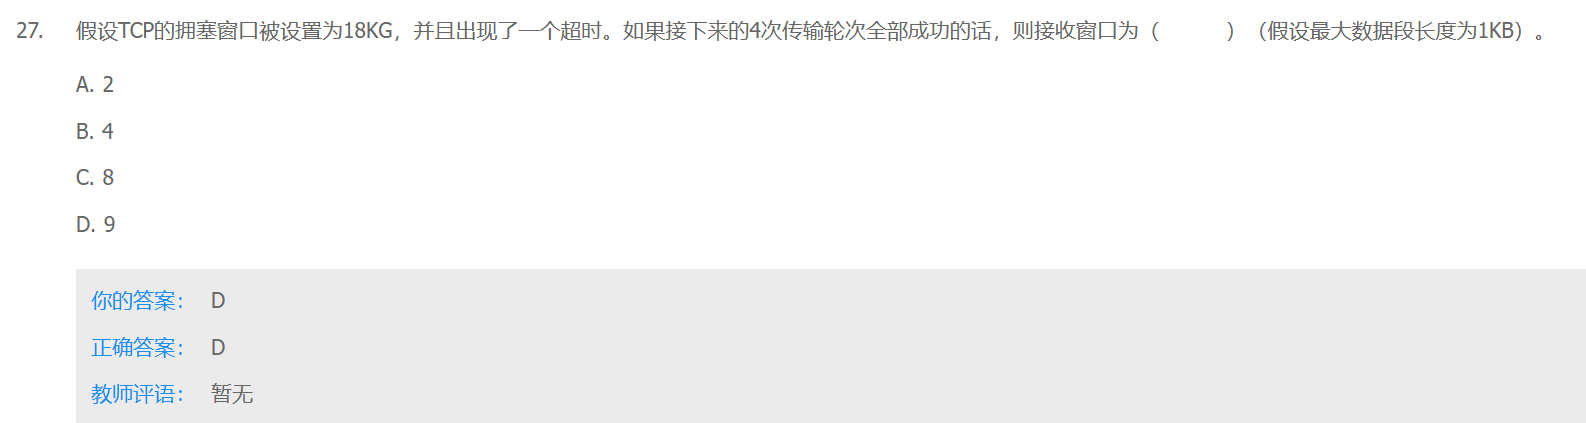 27. 假设TCP的拥塞窗口被设置为18KG，并且出现了一个超时。如果接下来的4次传输轮次全部成功的话，则接收窗口为（ ）（假设最大数据段长度为1KB）。
A. 2
B. 4
C. 8
D. 9
你的答案： D
正确答案： D
教师评语： 暂无